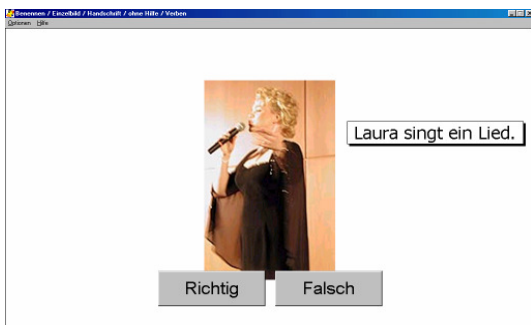 Benennen / Einzelbild / Handschrift / ohne Hilfe / Verben
Optionen Hilfe
Laura singt ein Lied.
Richtig Falsch